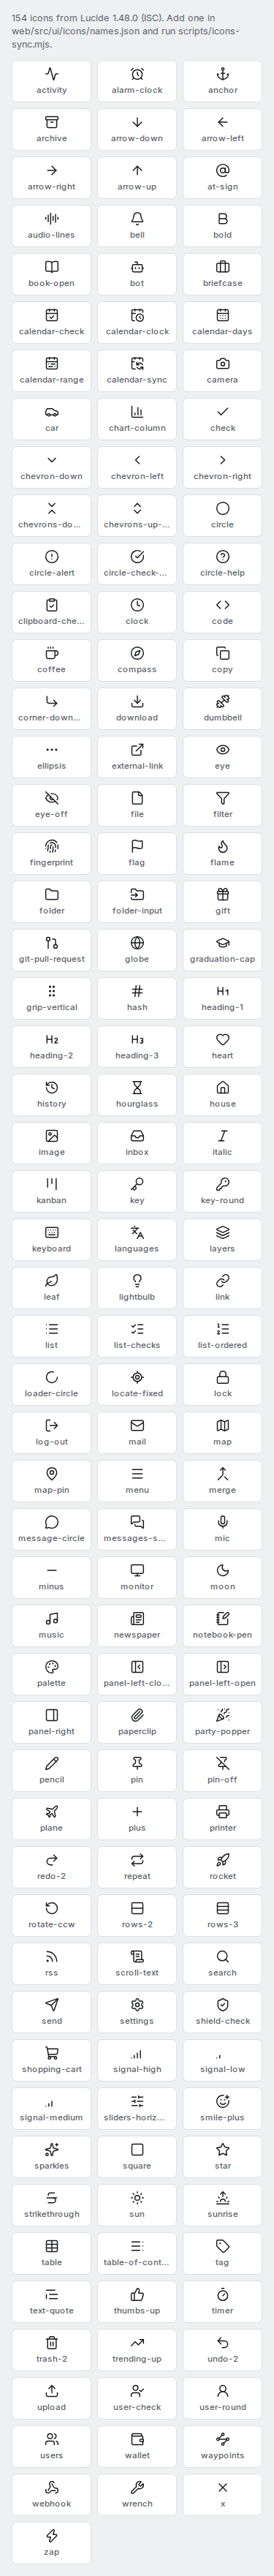 154 icons from Lucide 1.48.0 (ISC). Add one in
web/src/ui/icons/names.json and run scripts/icons-
sync.mjs.
activity alarm-clock anchor
archive arrow-down arrow-left
arrow-right arrow-up at-sign
audio-lines bell bold
book-open bot briefcase
calendar-check calendar-clock calendar-days
calendar-range calendar-sync camera
car chart-column check
chevron-down chevron-left chevron-right
chevrons-do... chevrons-up-... circle
circle-alert circle-check-... circle-help
clipboard-che... clock code
coffee compass copy
corner-down... download dumbbell
ellipsis external-link eye
eye-off file filter
fingerprint flag flame
folder folder-input gift
git-pull-request globe graduation-cap
grip-vertical hash heading-1
heading-2 heading-3 heart
history hourglass house
image inbox italic
kanban key key-round
keyboard languages layers
leaf lightbulb link
list list-checks list-ordered
loader-circle locate-fixed lock
log-out mail map
map-pin menu merge
message-circle messages-s... mic
minus monitor moon
music newspaper notebook-pen
palette panel-left-clo... panel-left-open
panel-right paperclip party-popper
pencil pin pin-off
plane plus printer
redo-2 repeat rocket
rotate-ccw rows-2 rows-3
rss scroll-text search
send settings shield-check
shopping-cart signal-high signal-low
signal-medium sliders-horiz... smile-plus
sparkles square star
strikethrough sun sunrise
table table-of-cont... tag
text-quote thumbs-up timer
trash-2 trending-up undo-2
upload user-check user-round
users wallet waypoints
webhook wrench x
zap